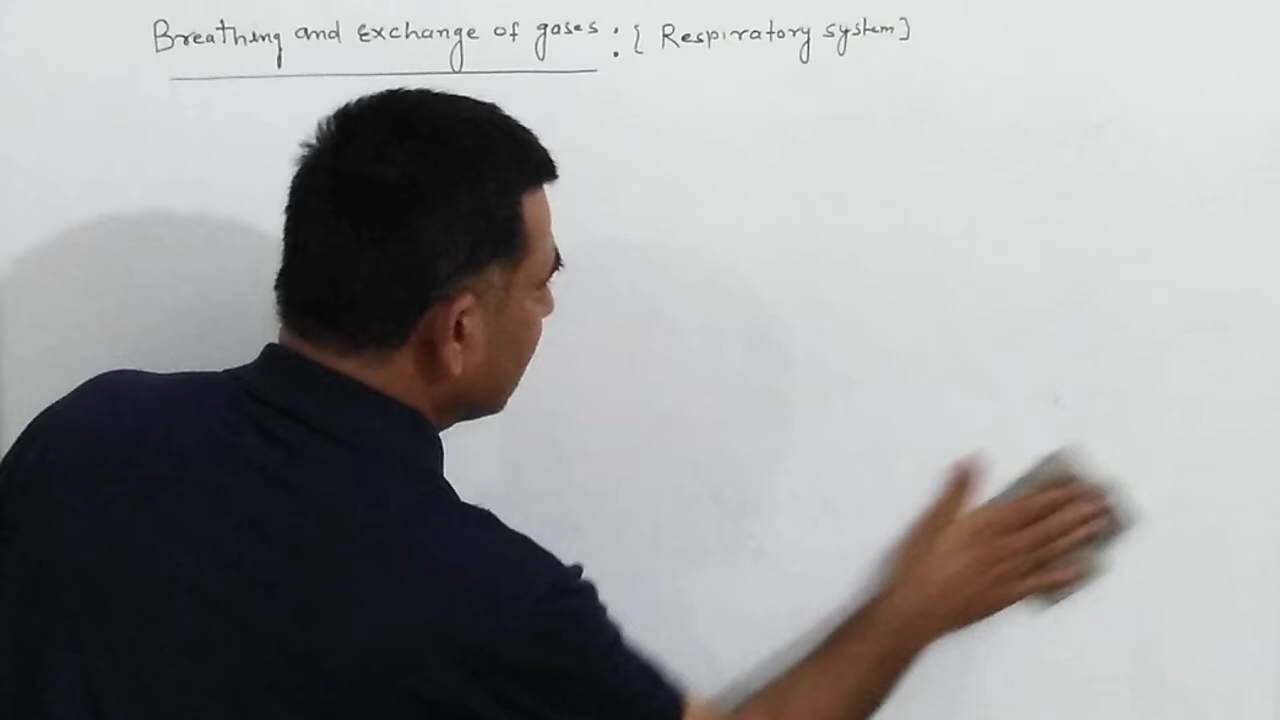 Breathing and Exchange of gases : { Respiratory system }